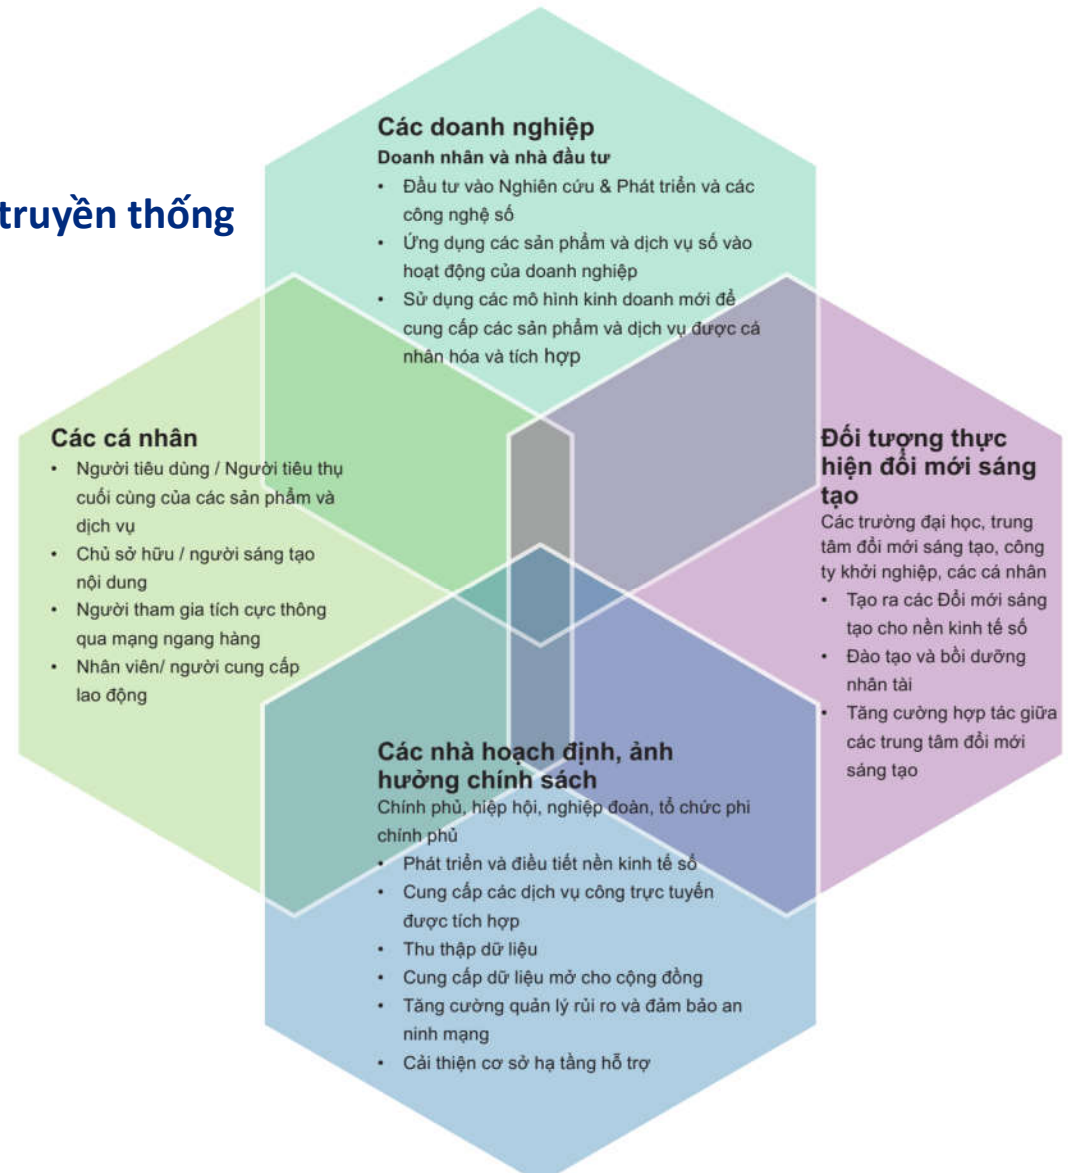 truyền thống
Các doanh nghiệp
Doanh nhân và nhà đầu tư
• Đầu tư vào Nghiên cứu & Phát triển và các
công nghệ số
• Ứng dụng các sản phẩm và dịch vụ số vào
hoạt động của doanh nghiệp
• Sử dụng các mô hình kinh doanh mới để
cung cấp các sản phẩm và dịch vụ được cá
nhân hóa và tích hợp
Các cá nhân
• Người tiêu dùng / Người tiêu thụ
cuối cùng của các sản phẩm và
dịch vụ
• Chủ sở hữu / người sáng tạo
nội dung
• Người tham gia tích cực thông
qua mạng ngang hàng
• Nhân viên/ người cung cấp
lao động
Đối tượng thực
hiện đổi mới sáng
tạo
Các trường đại học, trung
tâm đổi mới sáng tạo, công
ty khởi nghiệp, các cá nhân
• Tạo ra các Đổi mới sáng
tạo cho nền kinh tế số
• Đào tạo và bồi dưỡng
nhân tài
• Tăng cường hợp tác giữa
các trung tâm đổi mới
sáng tạo
Các nhà hoạch định, ảnh
hưởng chính sách
Chính phủ, hiệp hội, nghiệp đoàn, tổ chức phi
chính phủ
• Phát triển và điều tiết nền kinh tế số
• Cung cấp các dịch vụ công trực tuyến
được tích hợp
• Thu thập dữ liệu
• Cung cấp dữ liệu mở cho cộng đồng
• Tăng cường quản lý rủi ro và đảm bảo an
ninh mạng
• Cải thiện cơ sở hạ tầng hỗ trợ